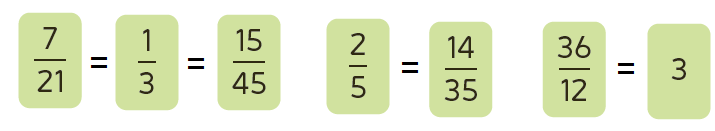 7/21 = 1/3 = 15/45
2/5 = 14/35
36/12 = 3